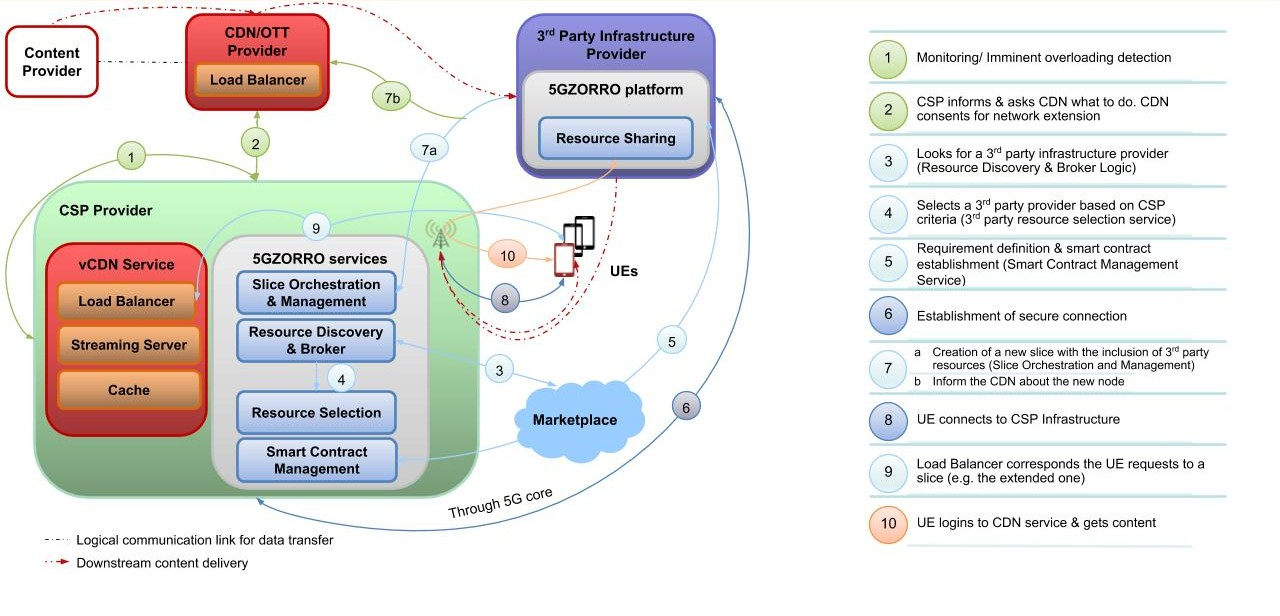 Content
Provider
CDN/OTT
Provider
Load Balancer
3rd Party Infrastructure
Provider
5GZORRO platform
Resource Sharing
7b
7a
2
1
CSP Provider
9
vCDN Service
Load Balancer
Streaming Server
Cache
5GZORRO services
Slice Orchestration
& Management
Resource Discovery
& Broker
4
Resource Selection
Smart Contract
Management
10
UEs
8
5
3
Marketplace
6
Through 5G core
Logical communication link for data transfer
Downstream content delivery
1 Monitoring/ Imminent overloading detection
2 CSP informs & asks CDN what to do. CDN
consents for network extension
3 Looks for a 3rd party infrastructure provider
(Resource Discovery & Broker Logic)
4 Selects a 3rd party provider based on CSP
criteria (3rd party resource selection service)
5 Requirement definition & smart contract
establishment (Smart Contract Management
Service)
6 Establishment of secure connection
7 a Creation of a new slice with the inclusion of 3rd party
resources (Slice Orchestration and Management)
b Inform the CDN about the new node
8 UE connects to CSP Infrastructure
9 Load Balancer corresponds the UE requests to a
slice (e.g. the extended one)
10 UE logins to CDN service & gets content